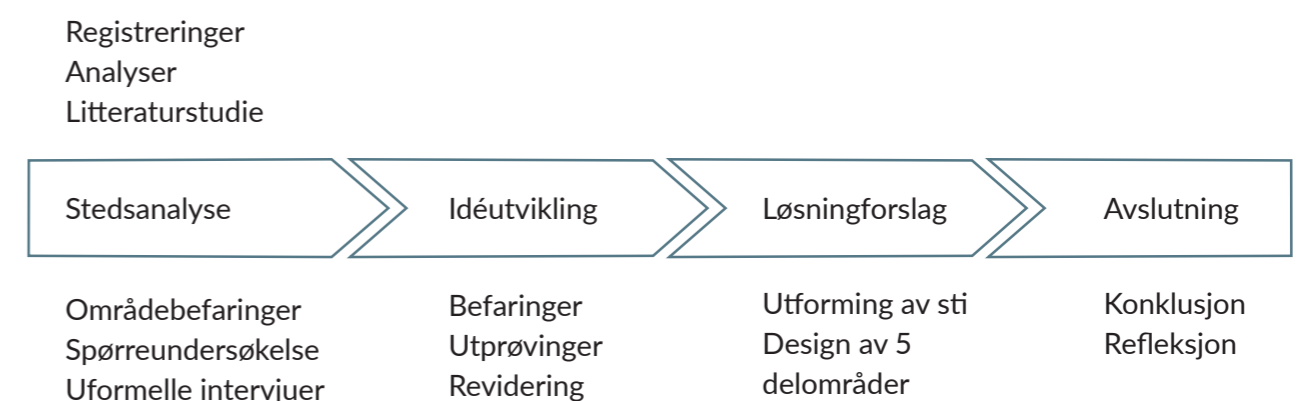 Registreringer
Analyser
Litteraturstudie
Stedsanalyse
Idéutvikling
Løsningforslag
Avslutning
Områdebefaringer
Spørreundersøkelse
Uformelle intervjuer
Befaringer
Utprøvinger
Revidering
Utforming av sti
Design av 5
delområder
Konklusjon
Refleksjon